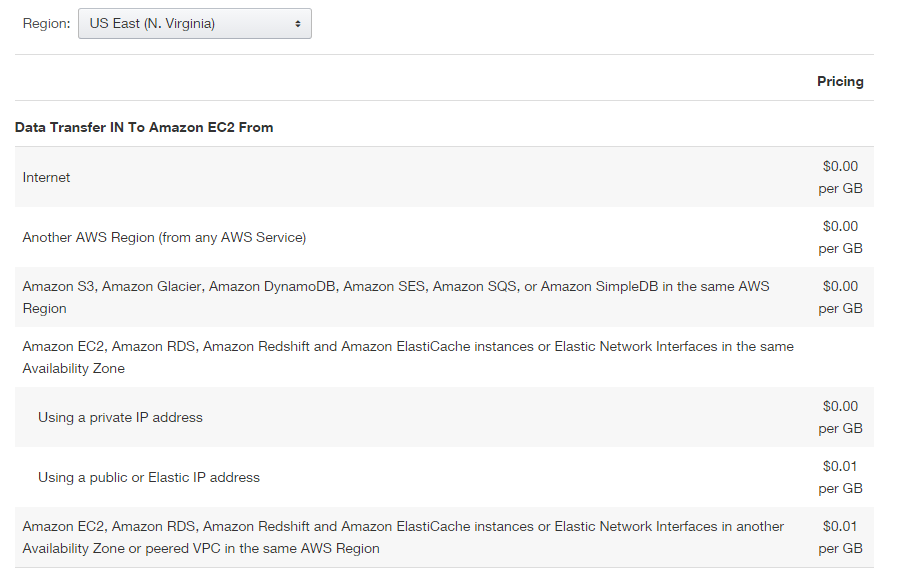 Region: US East (N. Virginia)
Pricing
Data Transfer IN To Amazon EC2 From
Internet
$0.00
per GB
Another AWS Region (from any AWS Service)
$0.00
per GB
Amazon S3, Amazon Glacier, Amazon DynamoDB, Amazon SES, Amazon SQS, or Amazon SimpleDB in the same AWS
Region
$0.00
per GB
Amazon EC2, Amazon RDS, Amazon Redshift and Amazon ElastiCache instances or Elastic Network Interfaces in the same
Availability Zone
Using a private IP address
$0.00
per GB
Using a public or Elastic IP address
$0.01
per GB
Amazon EC2, Amazon RDS, Amazon Redshift and Amazon ElastiCache instances or Elastic Network Interfaces in another
Availability Zone or peered VPC in the same AWS Region
$0.01
per GB